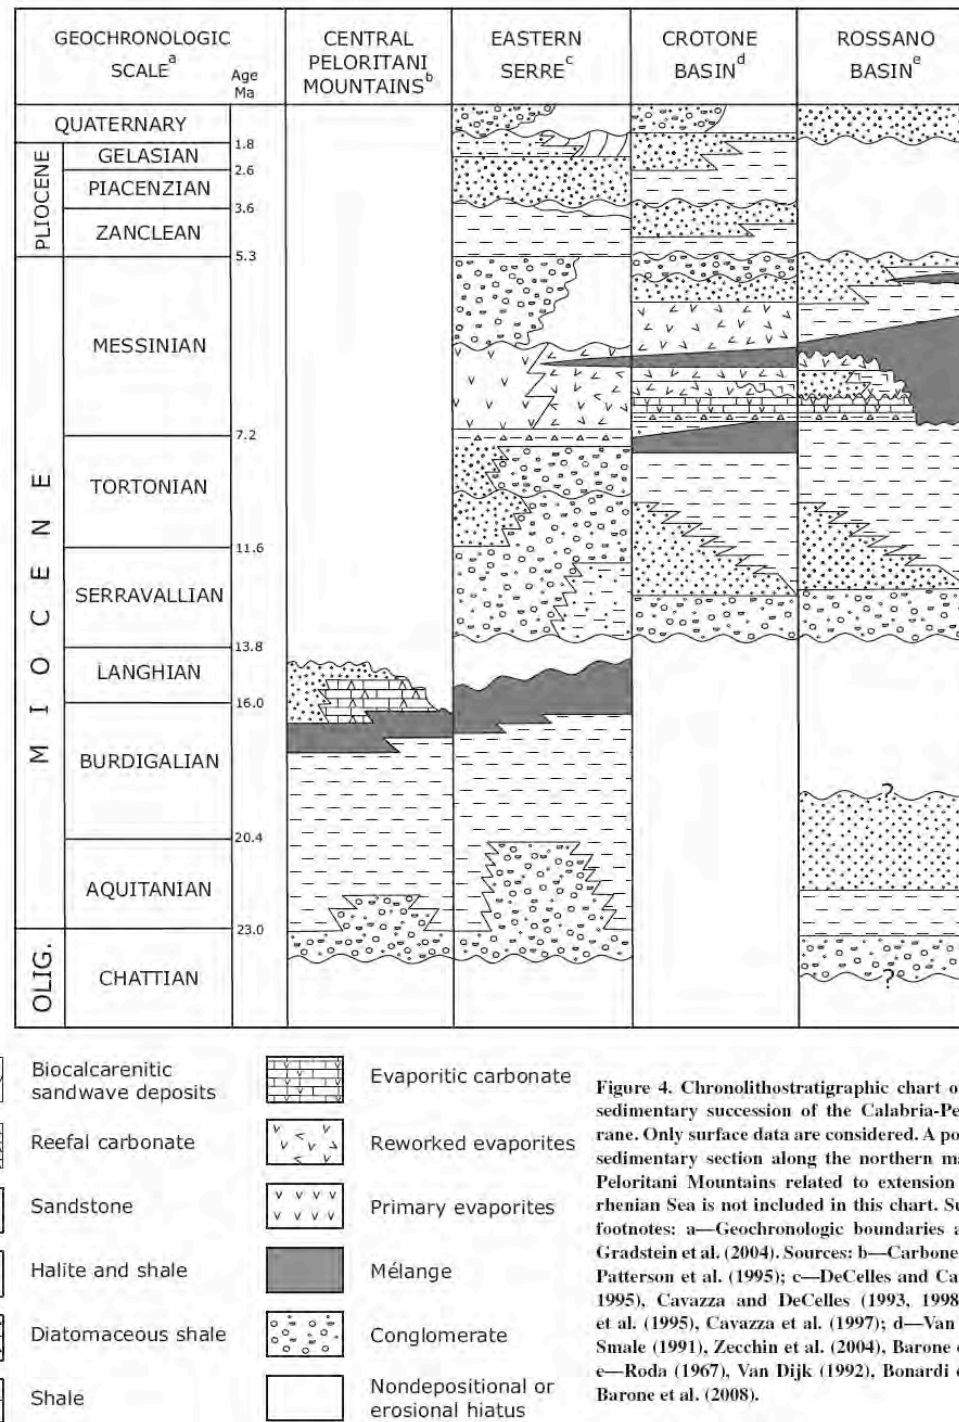 GEOCHRONOLOGIC
SCALEa
Age
Ma
CENTRAL
PELORITANI
MOUNTAINSb
EASTERN
SERREc
CROTONE
BASINd
ROSSANO
BASINe
QUATERNARY
1.8
PLIOCENE
GELASIAN
2.6
PIACENZIAN
3.6
ZANCLEAN
5.3
MIOCENE
MESSINIAN
7.2
TORTONIAN
11.6
SERRAVALLIAN
13.8
LANGHIAN
16.0
BURDIGALIAN
20.4
AQUITANIAN
23.0
OLIG.
CHATTIAN
?
?
Biocalcarenitic
sandwave deposits
Reefal carbonate
Sandstone
Halite and shale
Diatomaceous shale
Shale
Evaporitic carbonate
Reworked evaporites
Primary evaporites
Mélange
Conglomerate
Nondepositional or
erosional hiatus
Figure 4. Chronolithostratigraphic chart o
sedimentary succession of the Calabria-Pe
rane. Only surface data are considered. A po
sedimentary section along the northern ma
Peloritani Mountains related to extension
rhenian Sea is not included in this chart. Su
footnotes: a—Geochronologic boundaries a
Gradstein et al. (2004). Sources: b—Carbone
Patterson et al. (1995); c—DeCelles and Ca
1995), Cavazza and DeCelles (1993, 1998
et al. (1995), Cavazza et al. (1997); d—Van
Smale (1991), Zecchin et al. (2004), Barone
e—Roda (1967), Van Dijk (1992), Bonardi
Barone et al. (2008).